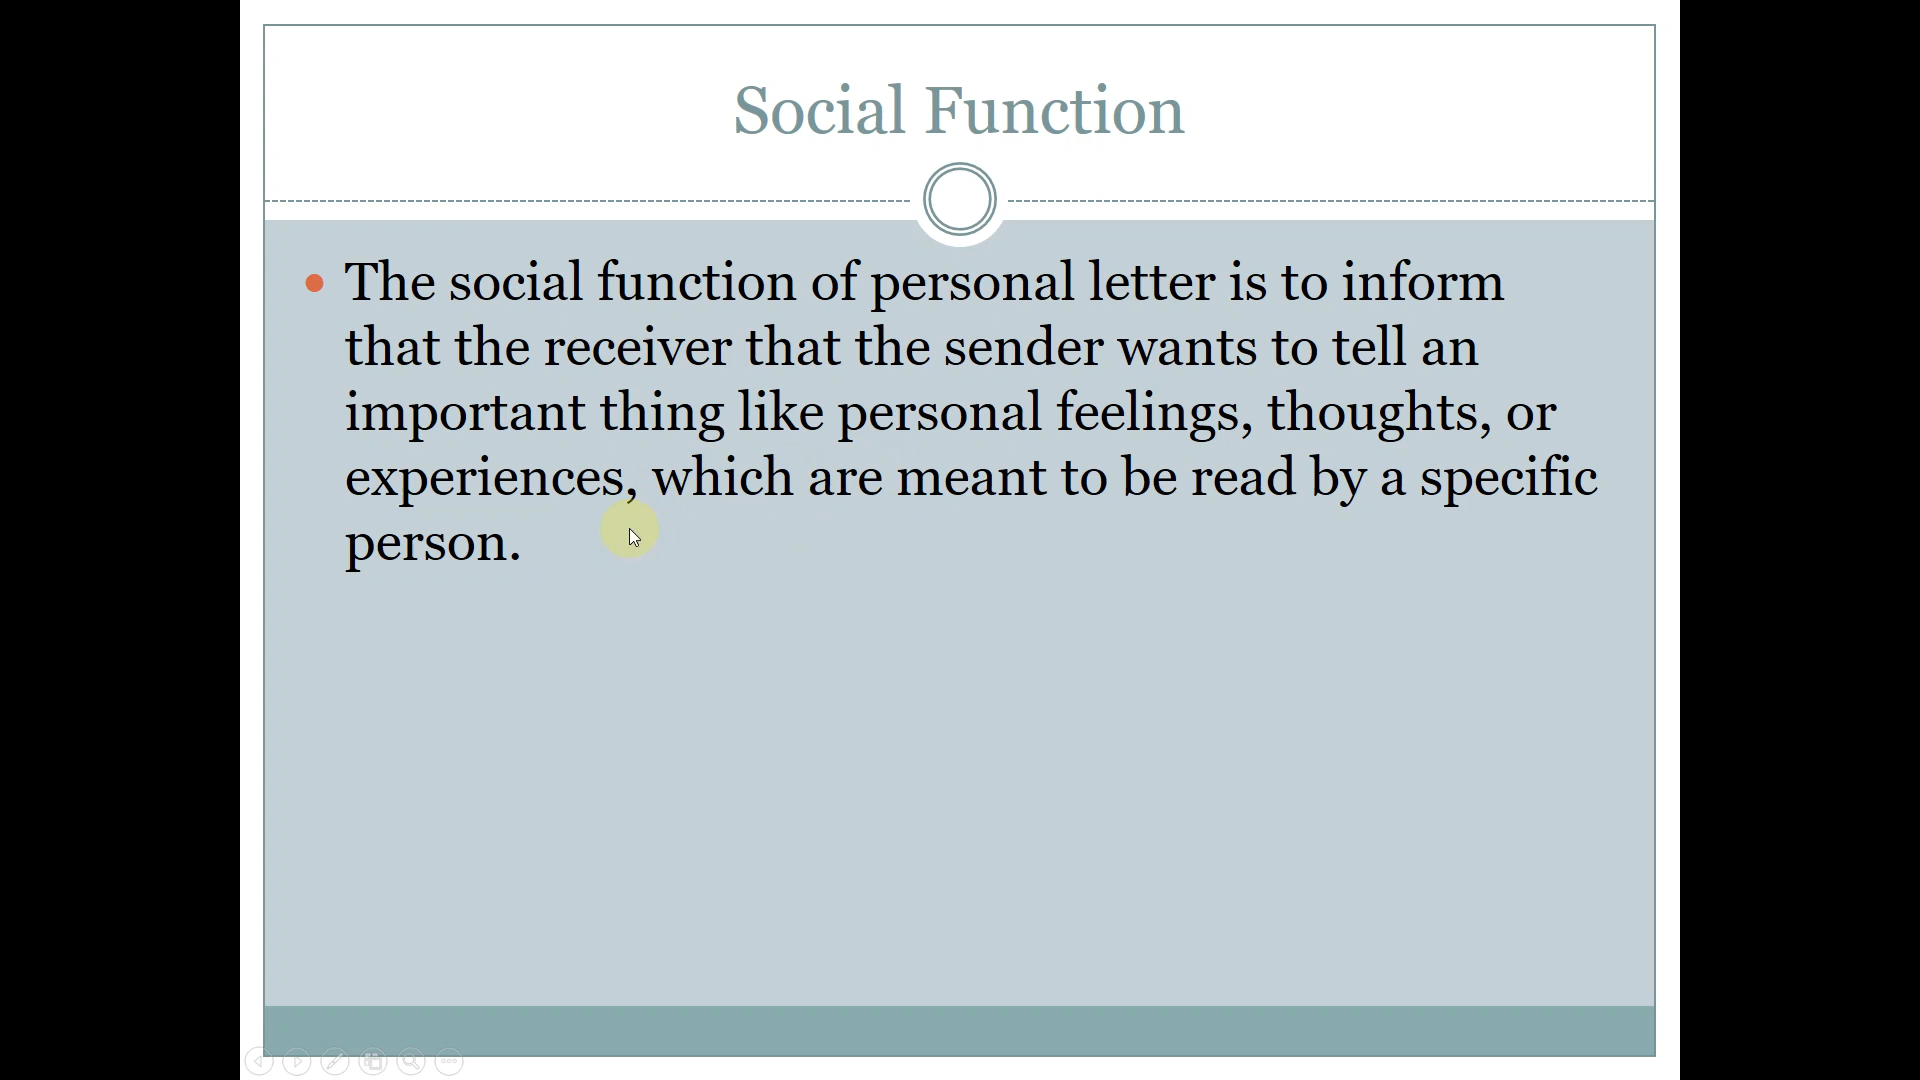 Social Function
The social function of personal letter is to inform
that the receiver that the sender wants to tell an
important thing like personal feelings, thoughts, or
experiences, which are meant to be read by a specific
person.